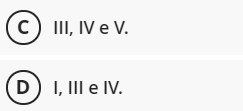 C III, IV e V.
D I, III e IV.